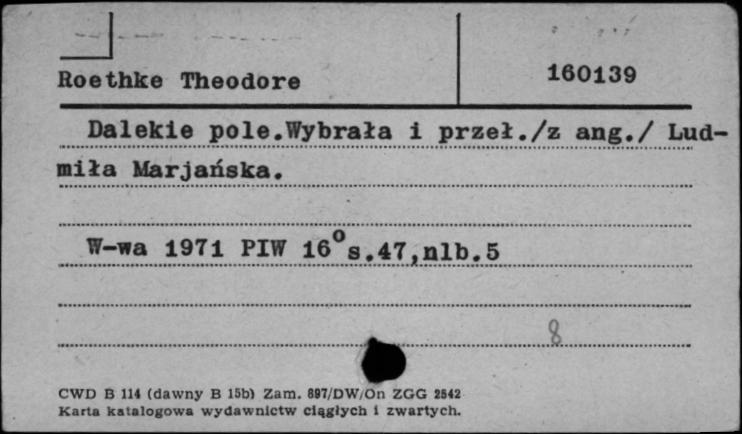 Roethke Theodore
160139
Dalekie pole.Wybrała i przeł./z ang./ Lud-
miła Marjańska.
W-wa 1971 PIW 16° s.47,nlb.5
8
CWD B 114 (dawny B 15b) Zam. 897/DW/On ZGG 2542
Karta katalogowa wydawnictw ciągłych i zwartych.